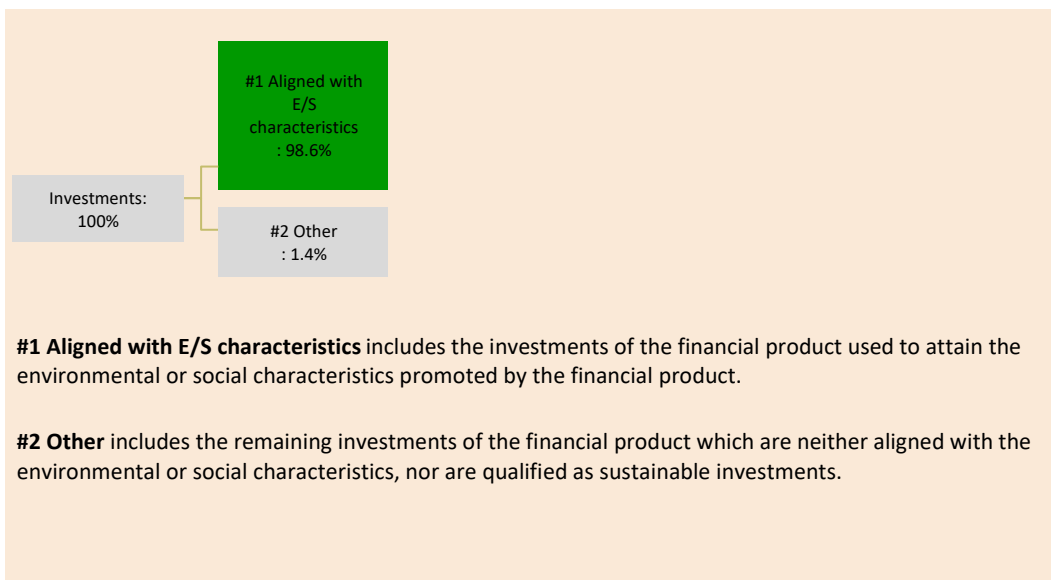 #1 Aligned with
E/S
characteristics
: 98.6%
Investments:
100%
#2 Other
: 1.4%
#1 Aligned with E/S characteristics includes the investments of the financial product used to attain the
environmental or social characteristics promoted by the financial product.
#2 Other includes the remaining investments of the financial product which are neither aligned with the
environmental or social characteristics, nor are qualified as sustainable investments.